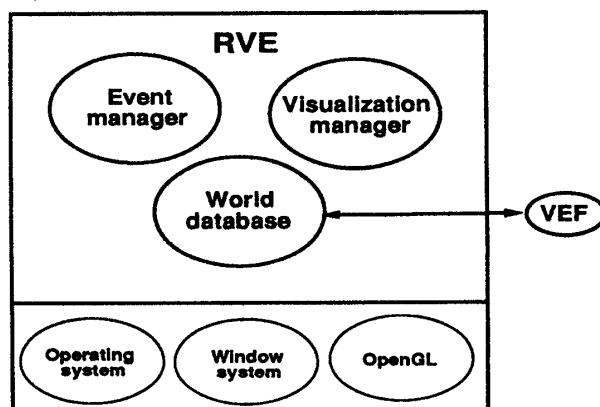 RVE
Event
manager
Visualization
manager
World
database
VEF
Operating
system
Window
system
OpenGL